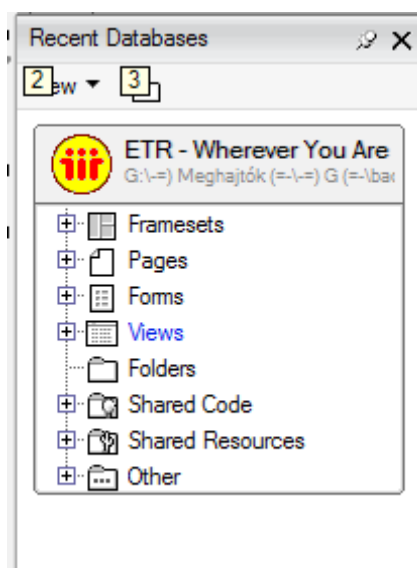 Recent Databases
2 ew 3
ETR - Wherever You Are
G:\-=) Meghajtók (=-\-=) G (=-\bac
Framesets
Pages
Forms
Views
Folders
Shared Code
Shared Resources
Other